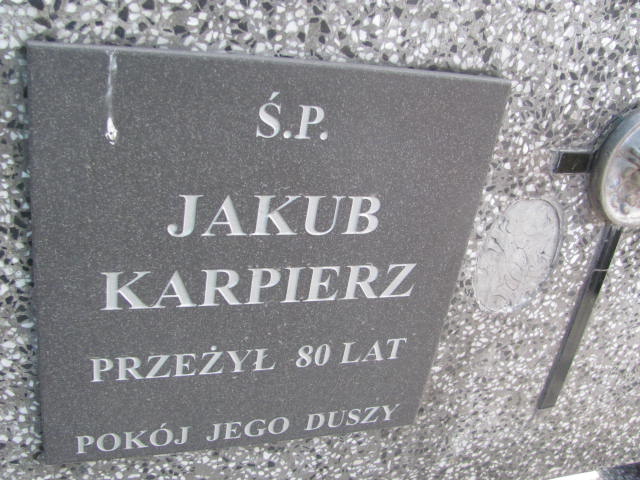 Ś.P.
JAKUB
KARPIERZ
PRZEŻYŁ 80 LAT
POKÓJ JEGO DUSZY